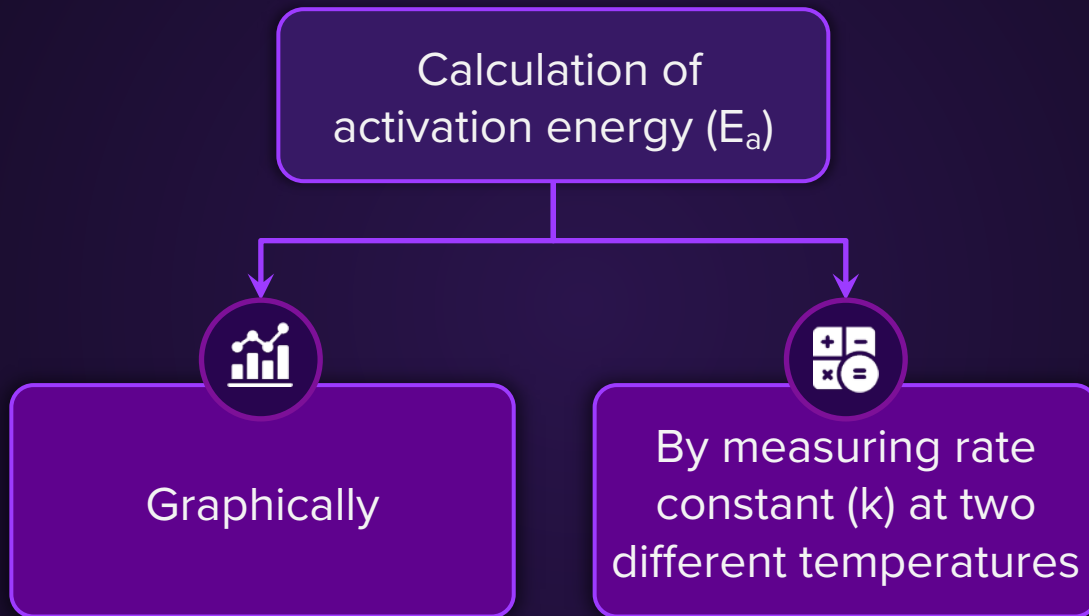 Calculation of
activation energy (Eₐ)
Graphically
By measuring rate
constant (k) at two
different temperatures